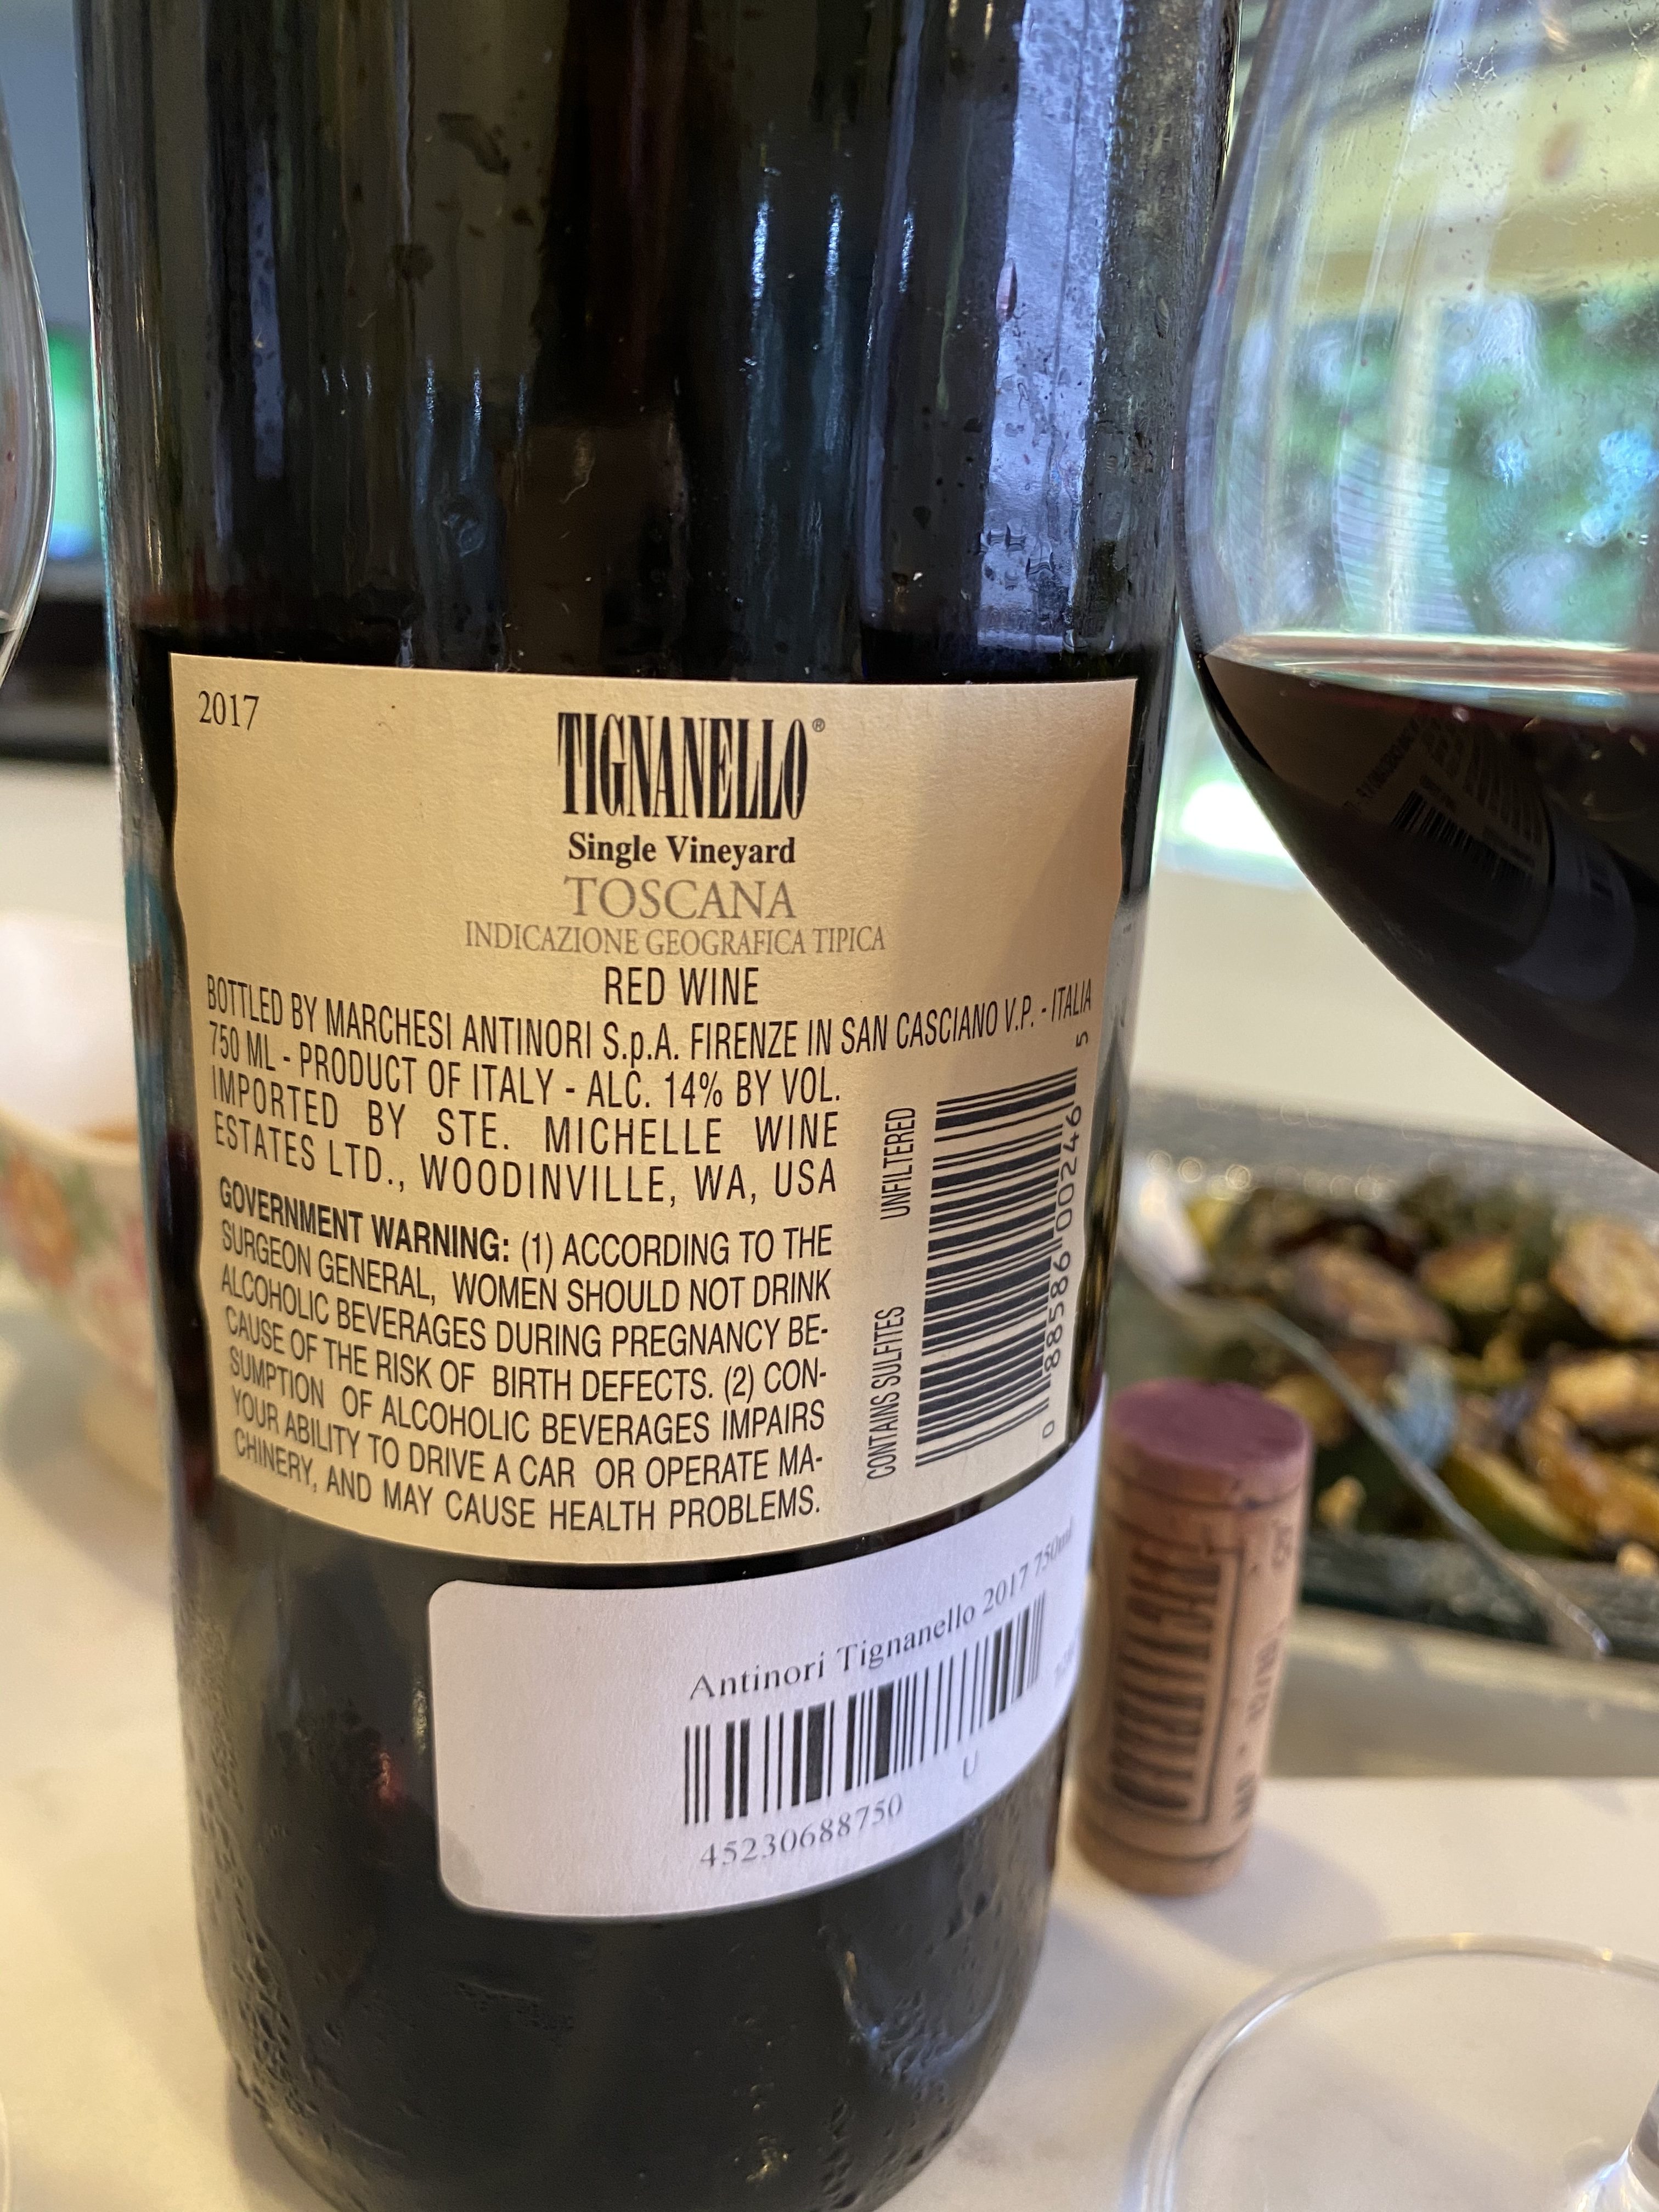 2017
TIGNANELLO®
Single Vineyard
TOSCANA
INDICAZIONE GEOGRAFICA TIPICA
RED WINE
BOTTLED BY MARCHESI ANTINORI S.p.A. FIRENZE IN SAN CASCIANO V.P. - ITALIA
750 ML - PRODUCT OF ITALY - ALC. 14% BY VOL.
IMPORTED BY STE. MICHELLE WINE
ESTATES LTD., WOODINVILLE, WA, USA
GOVERNMENT WARNING: (1) ACCORDING TO THE
SURGEON GENERAL, WOMEN SHOULD NOT DRINK
ALCOHOLIC BEVERAGES DURING PREGNANCY BE-
CAUSE OF THE RISK OF BIRTH DEFECTS. (2) CON-
SUMPTION OF ALCOHOLIC BEVERAGES IMPAIRS
YOUR ABILITY TO DRIVE A CAR OR OPERATE MA-
CHINERY, AND MAY CAUSE HEALTH PROBLEMS.
CONTAINS SULFITES UNFILTERED
0 88586 00246 5
Antinori Tignanello 2017 750ml
U
45230688750
TIGNANELLO